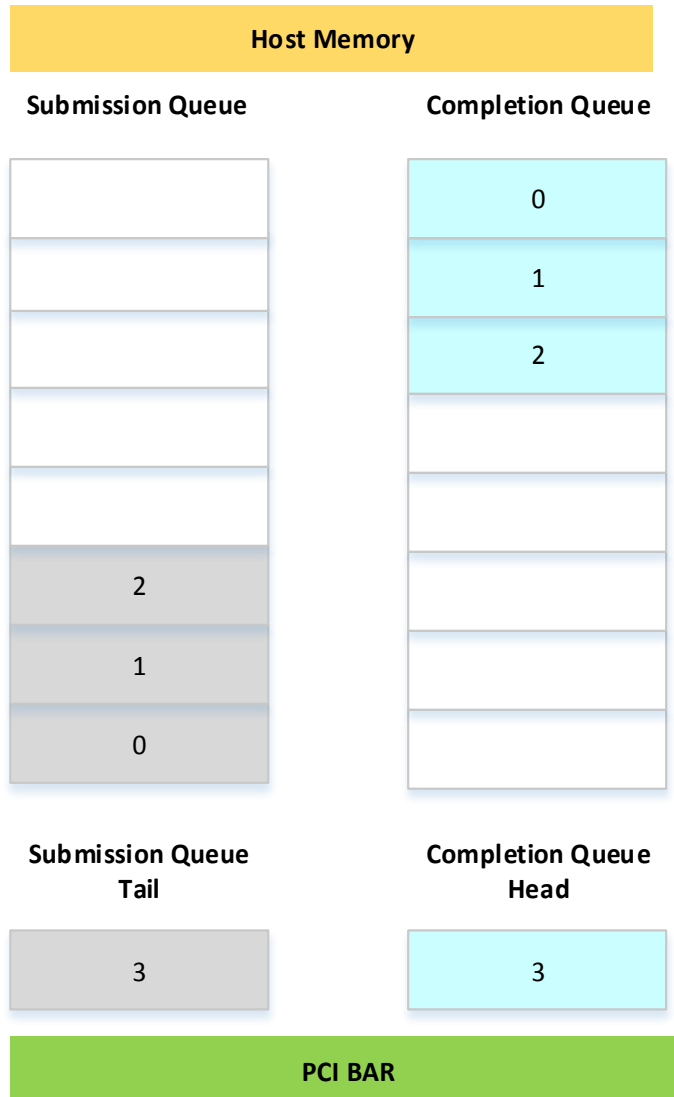 Host Memory
Submission Queue
Completion Queue
0
1
2
2
1
0
Submission Queue
Tail
Completion Queue
Head
3
3
PCI BAR